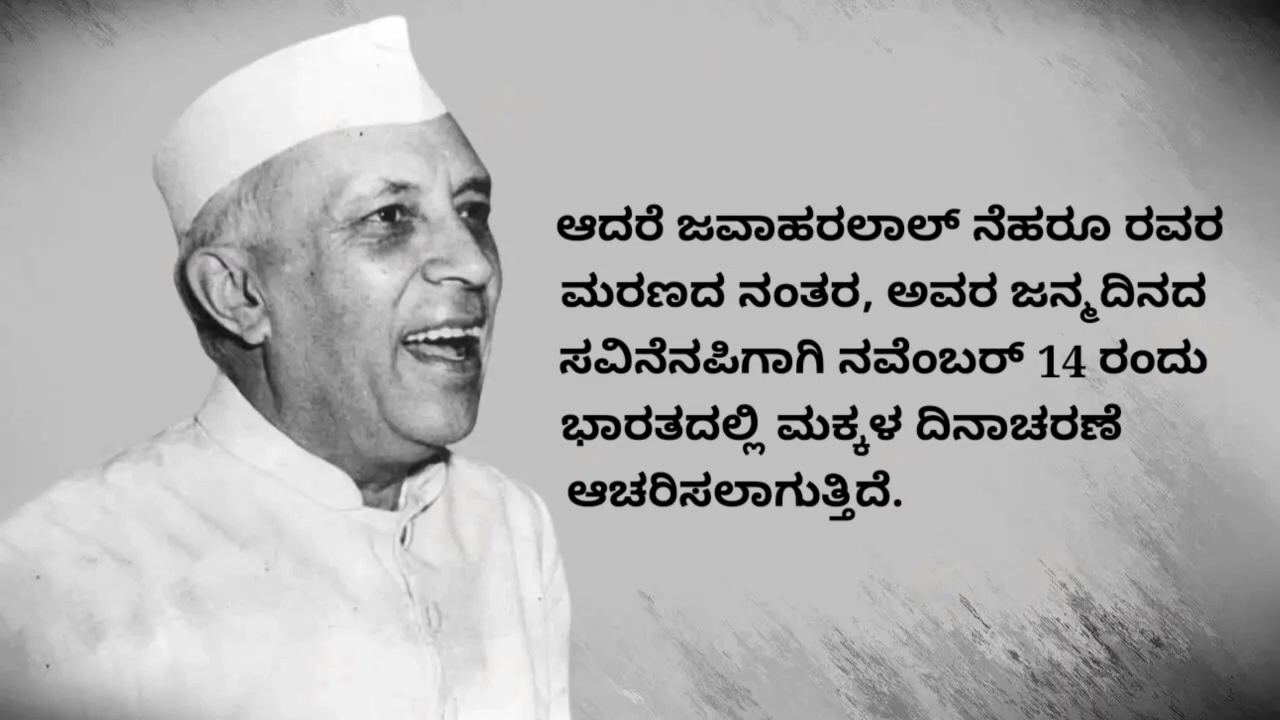 ಆದರೆ ಜವಾಹರಲಾಲ್ ನೆಹರೂ ರವರ
ಮರಣದ ನಂತರ, ಅವರ ಜನ್ಮದಿನದ
ಸವಿನೆನಪಿಗಾಗಿ ನವೆಂಬರ್ 14 ರಂದು
ಭಾರತದಲ್ಲಿ ಮಕ್ಕಳ ದಿನಾಚರಣೆ
ಆಚರಿಸಲಾಗುತ್ತಿದೆ.